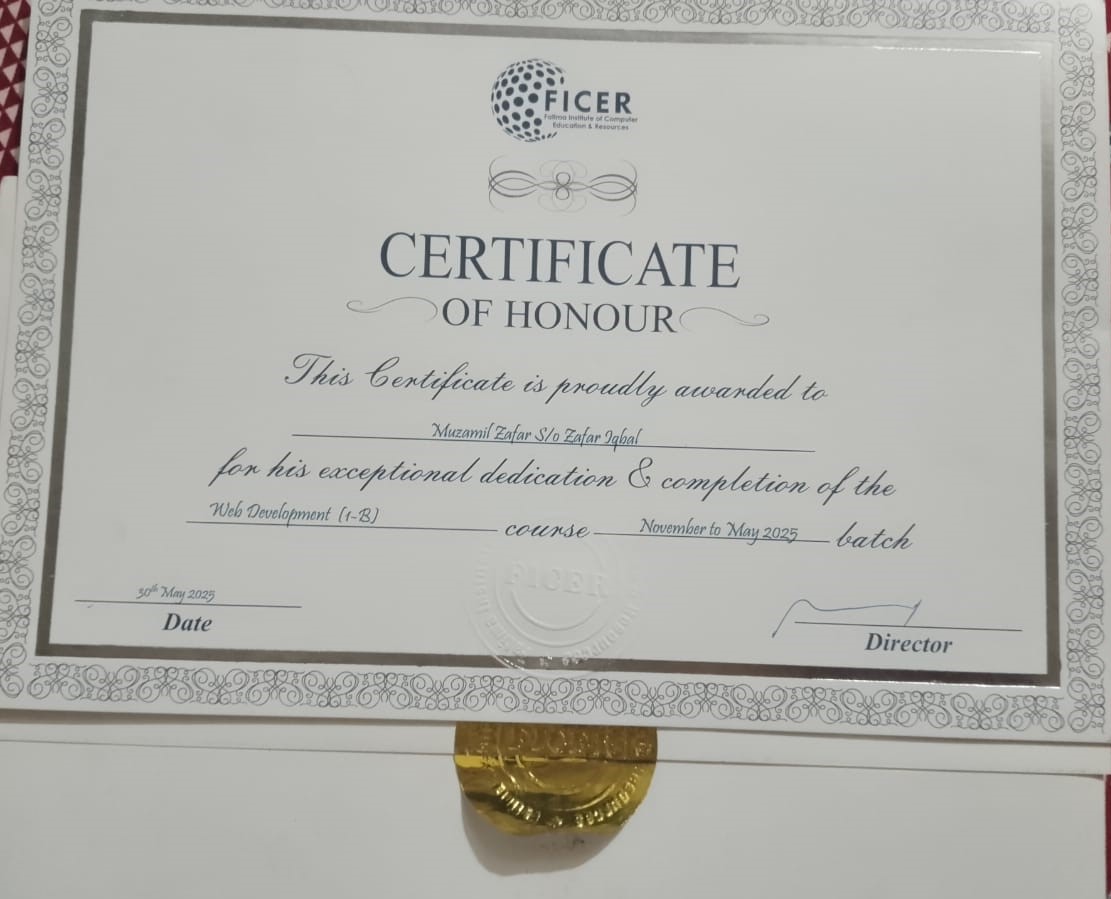 FICER
Fatima Institute of Computer
Education & Resources
CERTIFICATE
OF HONOUR
This Certificate is proudly awarded to
Muzamil Zafar S/o Zafar Iqbal
for his exceptional dedication & completion of the
Web Development (1-B) course November to May 2025 batch
FICER
30th May 2025
Date
Director